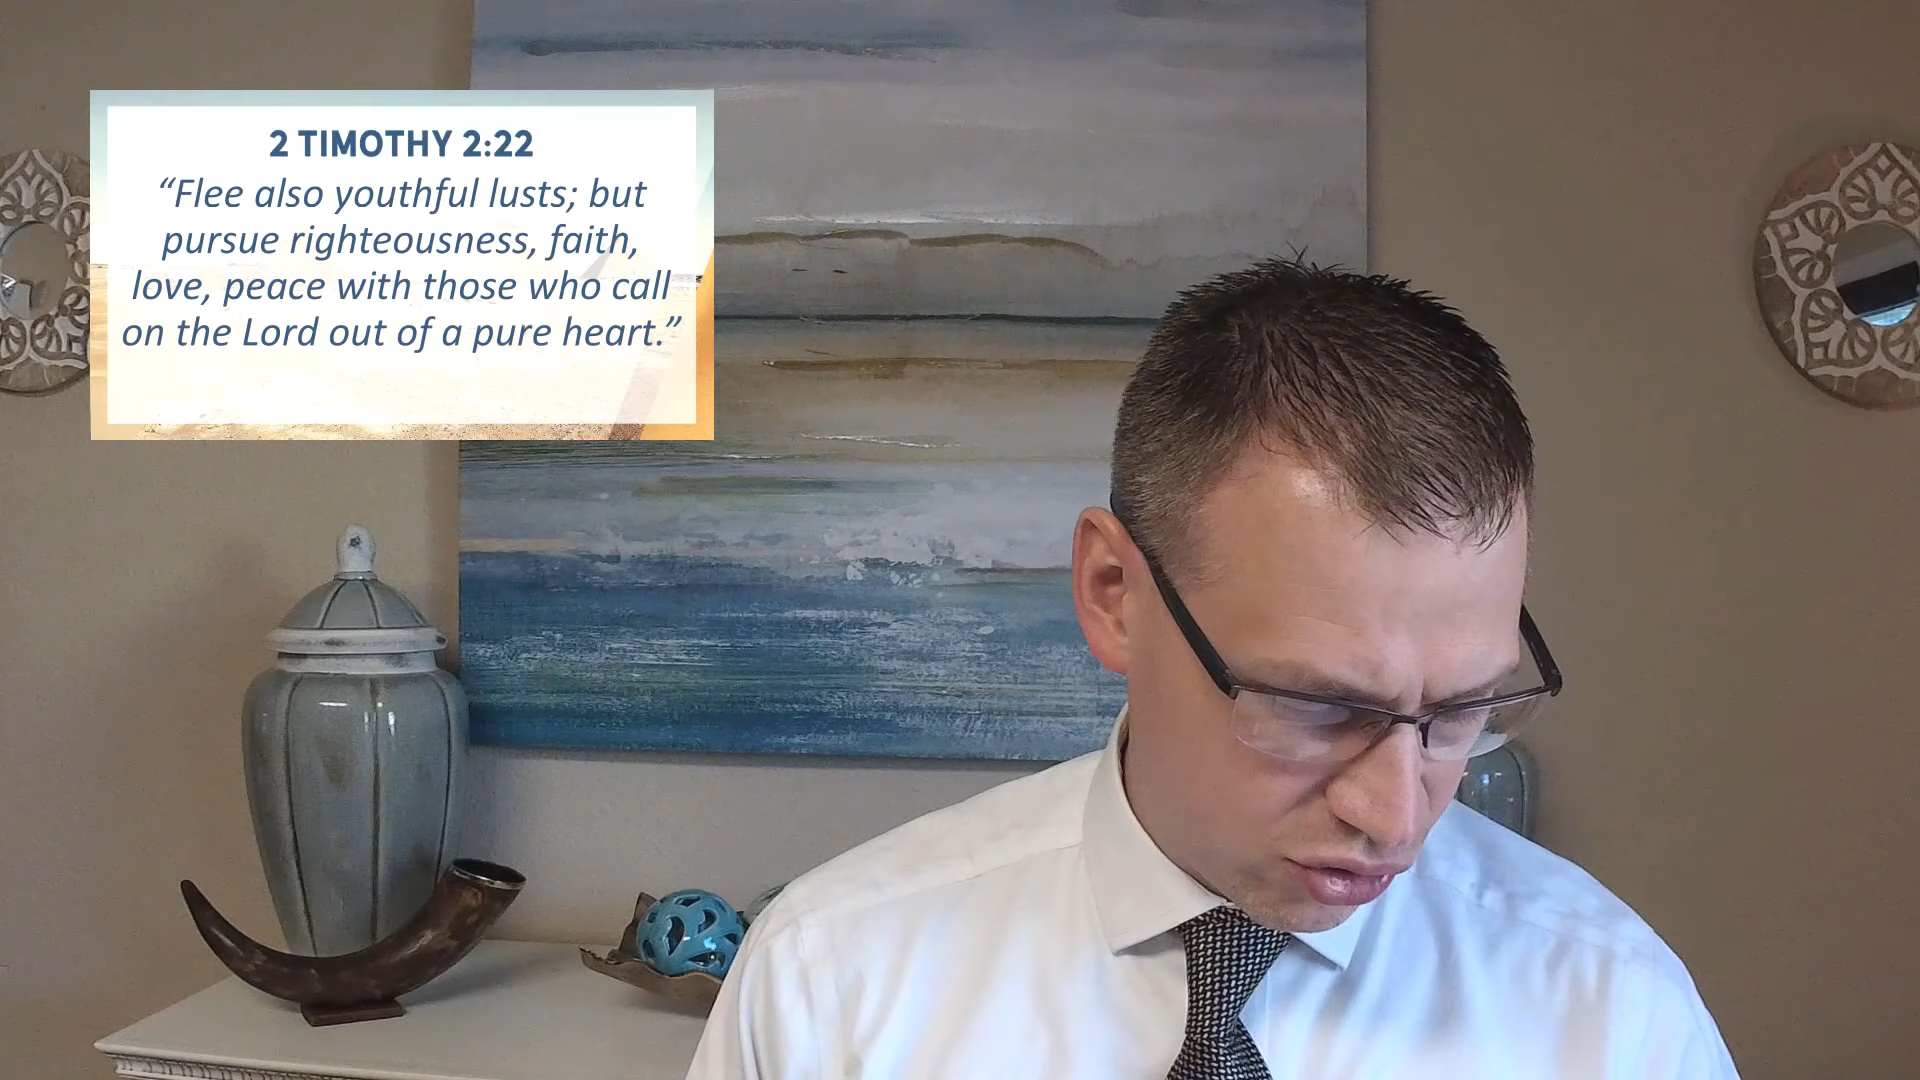 2 TIMOTHY 2:22
“Flee also youthful lusts; but
pursue righteousness, faith,
love, peace with those who call
on the Lord out of a pure heart.”